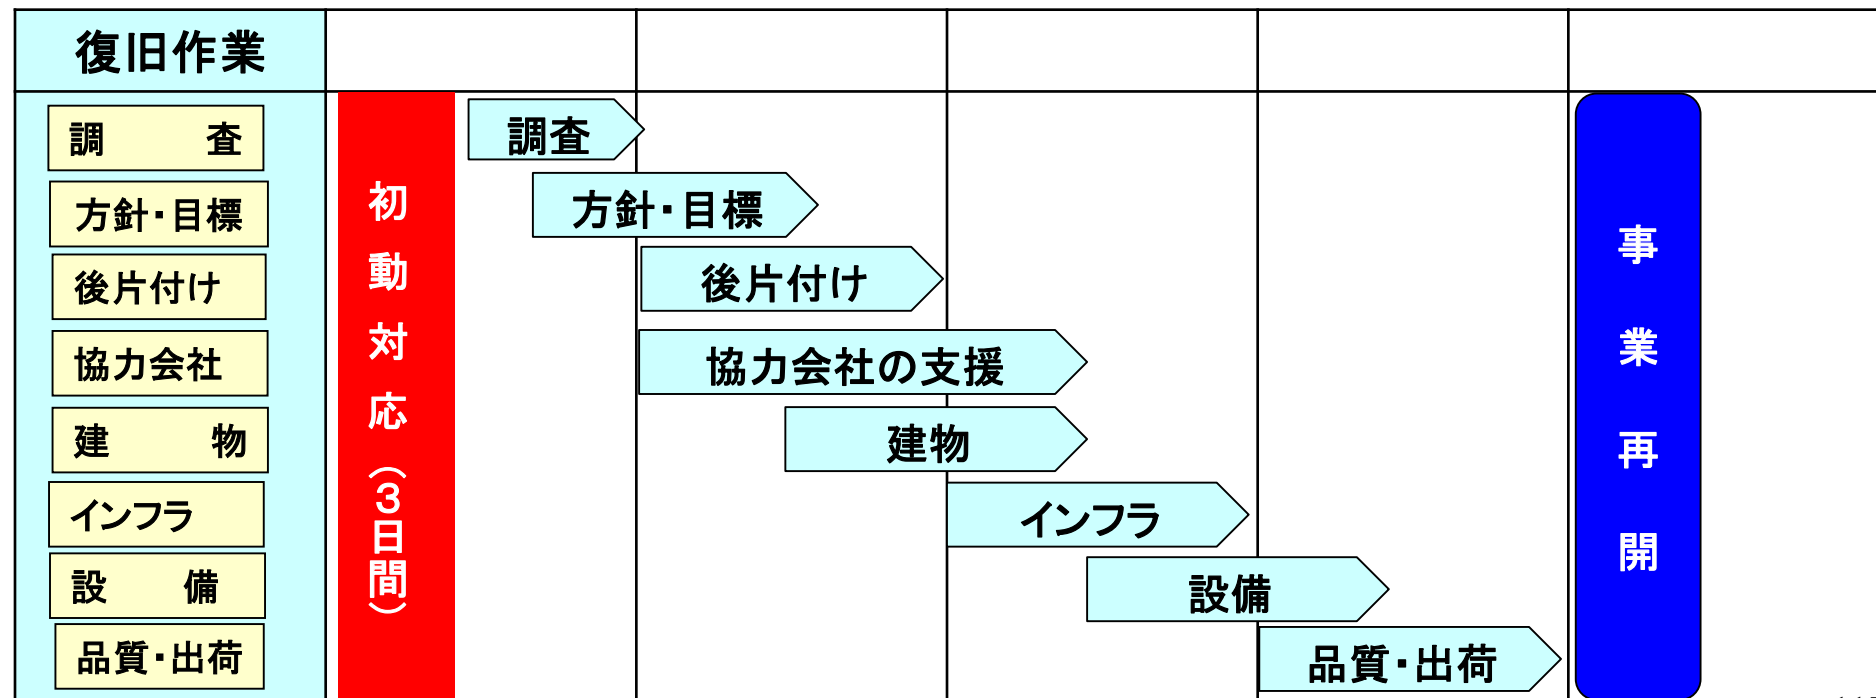 復旧作業
調査
方針・目標
後片付け
協力会社
建物
インフラ
設備
品質・出荷
初動対応（３日間）
調査
方針・目標
後片付け
協力会社の支援
建物
インフラ
設備
品質・出荷
事業再開